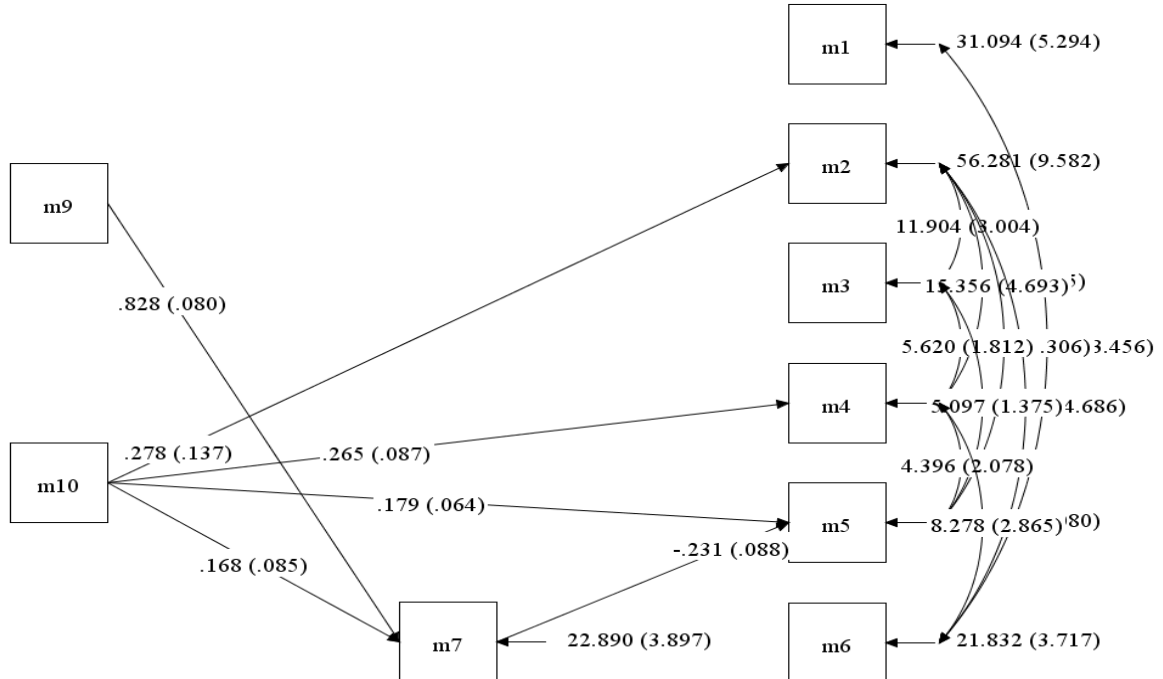 m1
31.094 (5.294)
m2
56.281 (9.582)
m9
11.904 (3.004)
m3
15.356 (4.693)
5)
.828 (.080)
5.620 (1.812)
.306)
3.456)
m4
5.097 (1.375)
4.686)
.278 (.137)
.265 (.087)
4.396 (2.078)
m10
.179 (.064)
m5
8.278 (2.865)
80)
-.231 (.088)
.168 (.085)
m7
22.890 (3.897)
m6
21.832 (3.717)